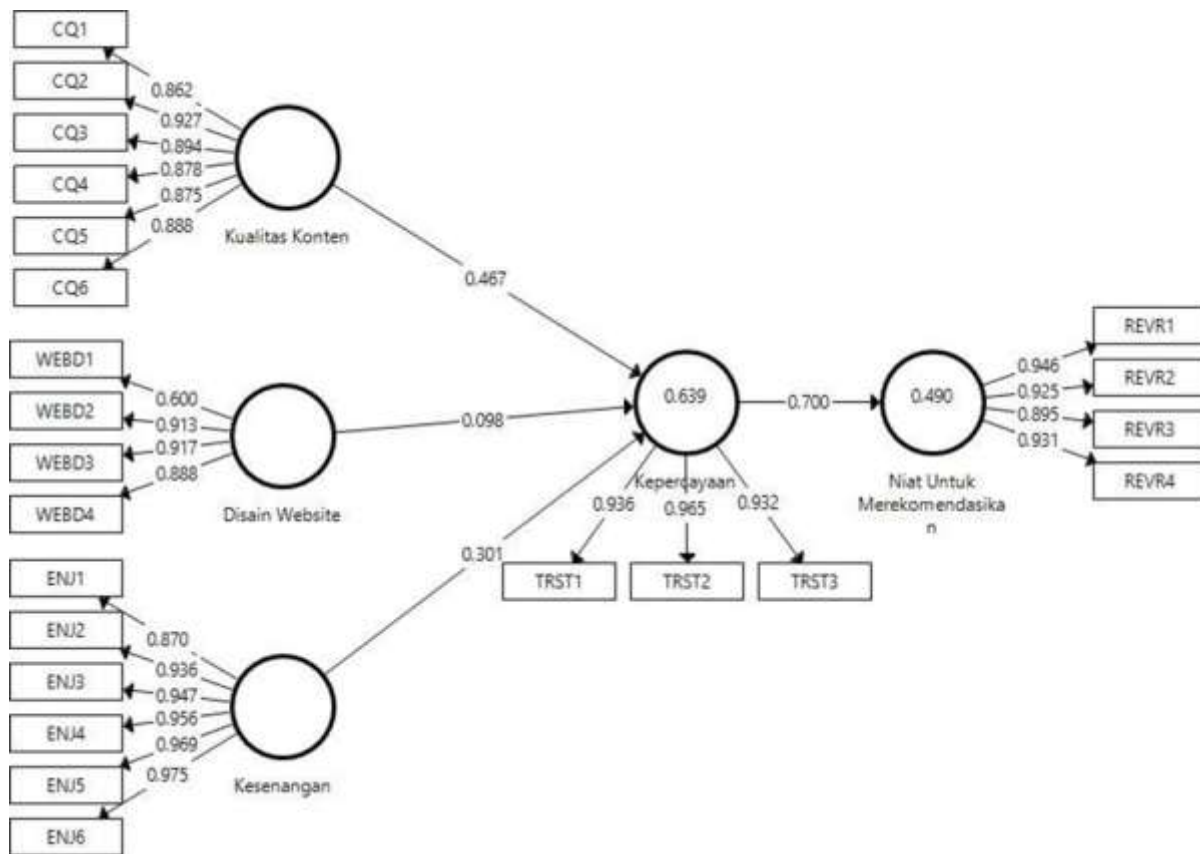 CQ1
CQ2
CQ3
CQ4
CQ5
CQ6
0.862
0.927
0.894
0.878
0.875
0.888
Kualitas Konten
0.467
WEBD1
WEBD2
WEBD3
WEBD4
0.600
0.913
0.917
0.888
Disain Website
0.098
ENJ1
ENJ2
ENJ3
ENJ4
ENJ5
ENJ6
0.870
0.936
0.947
0.956
0.969
0.975
Kesenangan
0.301
0.639
Kepercayaan
0.936
0.965
0.932
TRST1
TRST2
TRST3
0.700
0.490
Niat Untuk
Merekomendasika
n
0.946
0.925
0.895
0.931
REVR1
REVR2
REVR3
REVR4